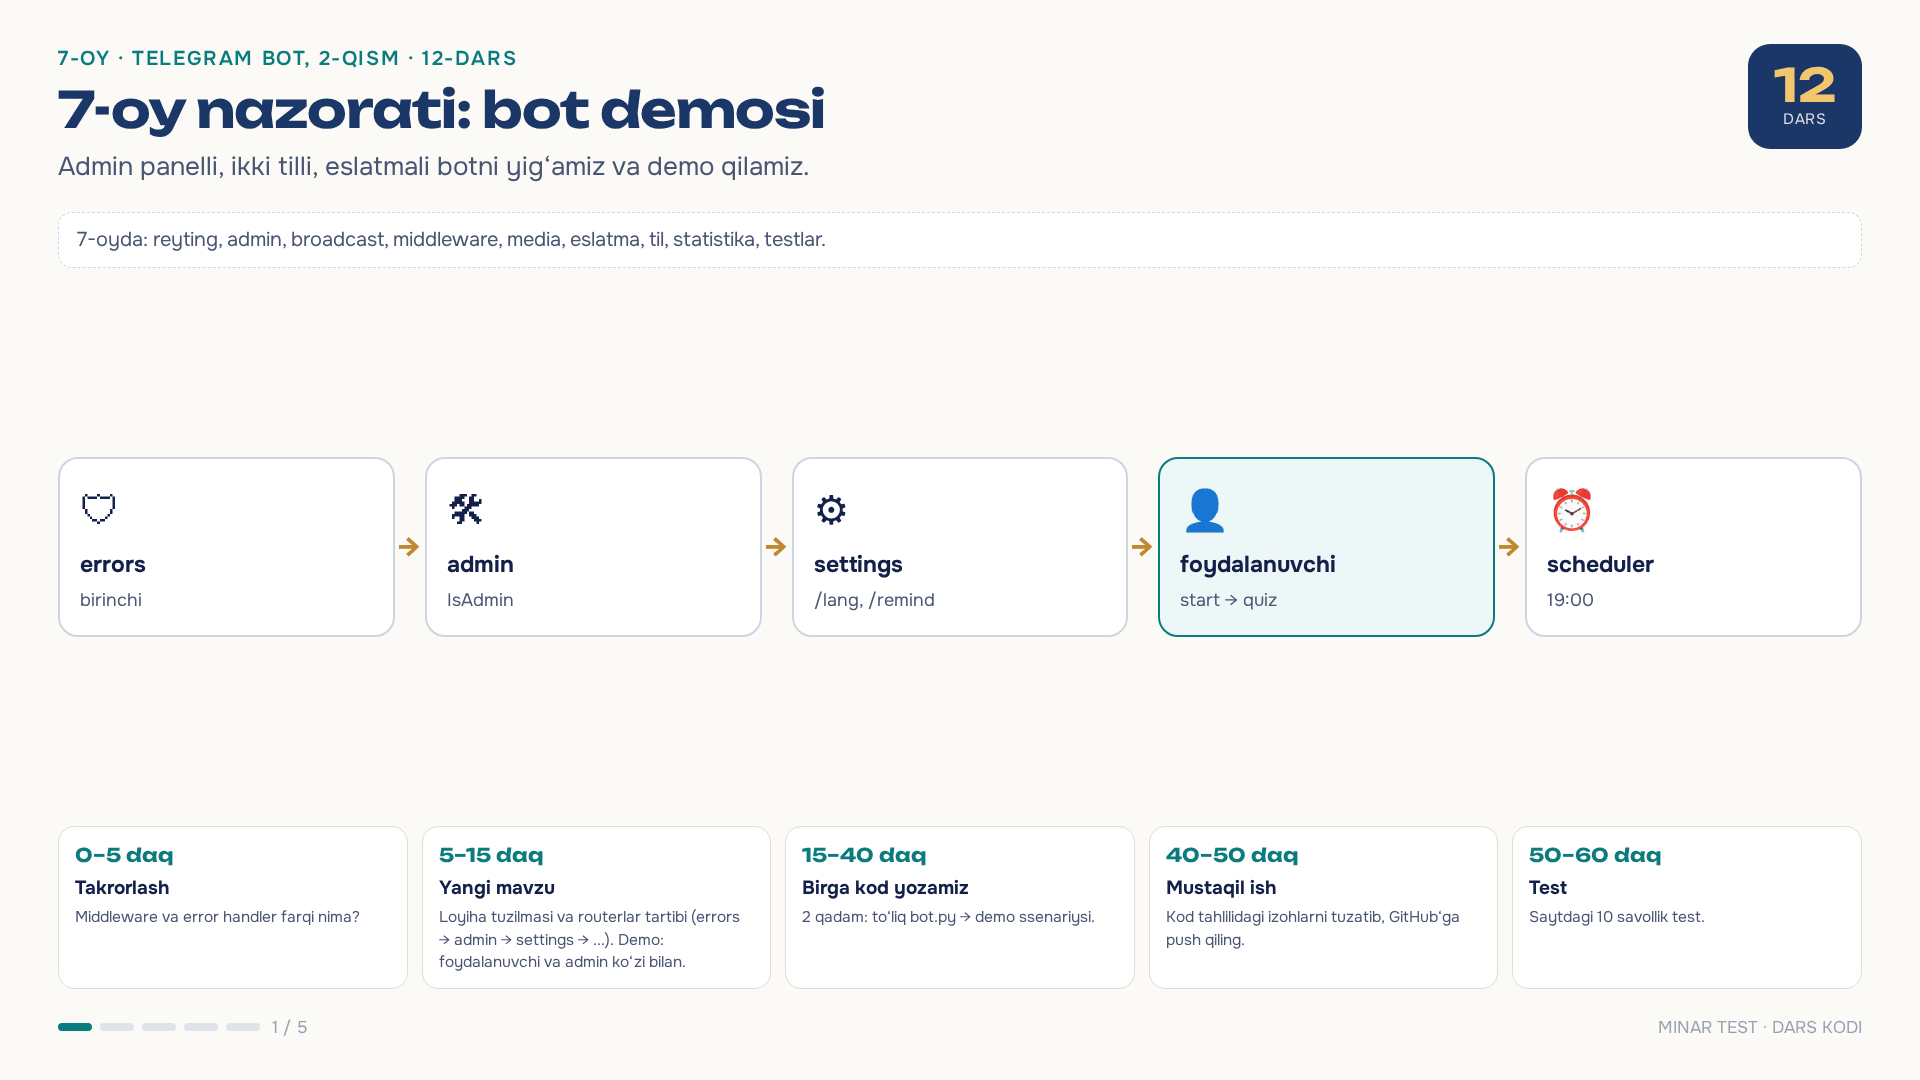 7-OY · TELEGRAM BOT, 2-QISM · 12-DARS
7-oy nazorati: bot demosi
Admin panelli, ikki tilli, eslatmali botni yig‘amiz va demo qilamiz.
12
DARS
7-oyda: reyting, admin, broadcast, middleware, media, eslatma, til, statistika, testlar.
errors
birinchi
→
admin
IsAdmin
→
settings
/lang, /remind
→
foydalanuvchi
start → quiz
→
scheduler
19:00
0–5 daq
Takrorlash
Middleware va error handler farqi nima?
5–15 daq
Yangi mavzu
Loyiha tuzilmasi va routerlar tartibi (errors
→ admin → settings → ...). Demo:
foydalanuvchi va admin ko‘zi bilan.
15–40 daq
Birga kod yozamiz
2 qadam: to‘liq bot.py → demo ssenariysi.
40–50 daq
Mustaqil ish
Kod tahlilidagi izohlarni tuzatib, GitHub‘ga
push qiling.
50–60 daq
Test
Saytdagi 10 savollik test.
1 / 5
MINAR TEST · DARS KODI